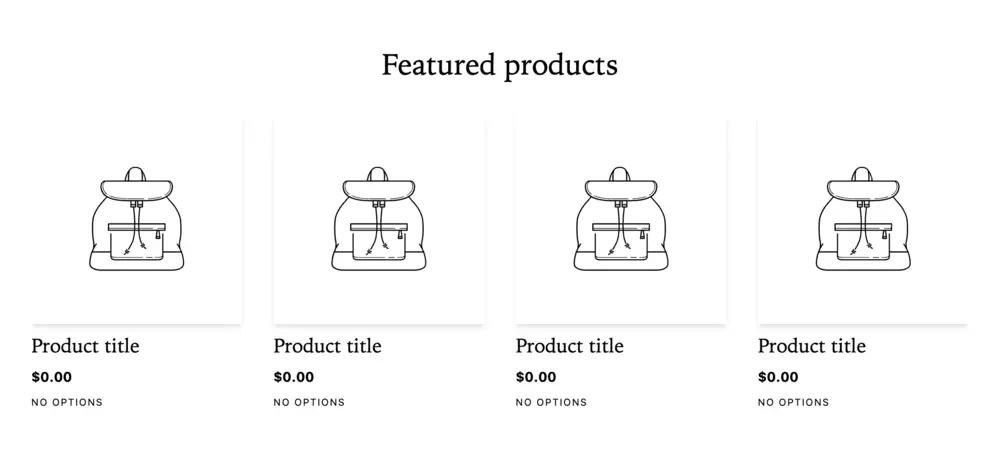 Featured products
Product title
$0.00
NO OPTIONS
Product title
$0.00
NO OPTIONS
Product title
$0.00
NO OPTIONS
Product title
$0.00
NO OPTIONS